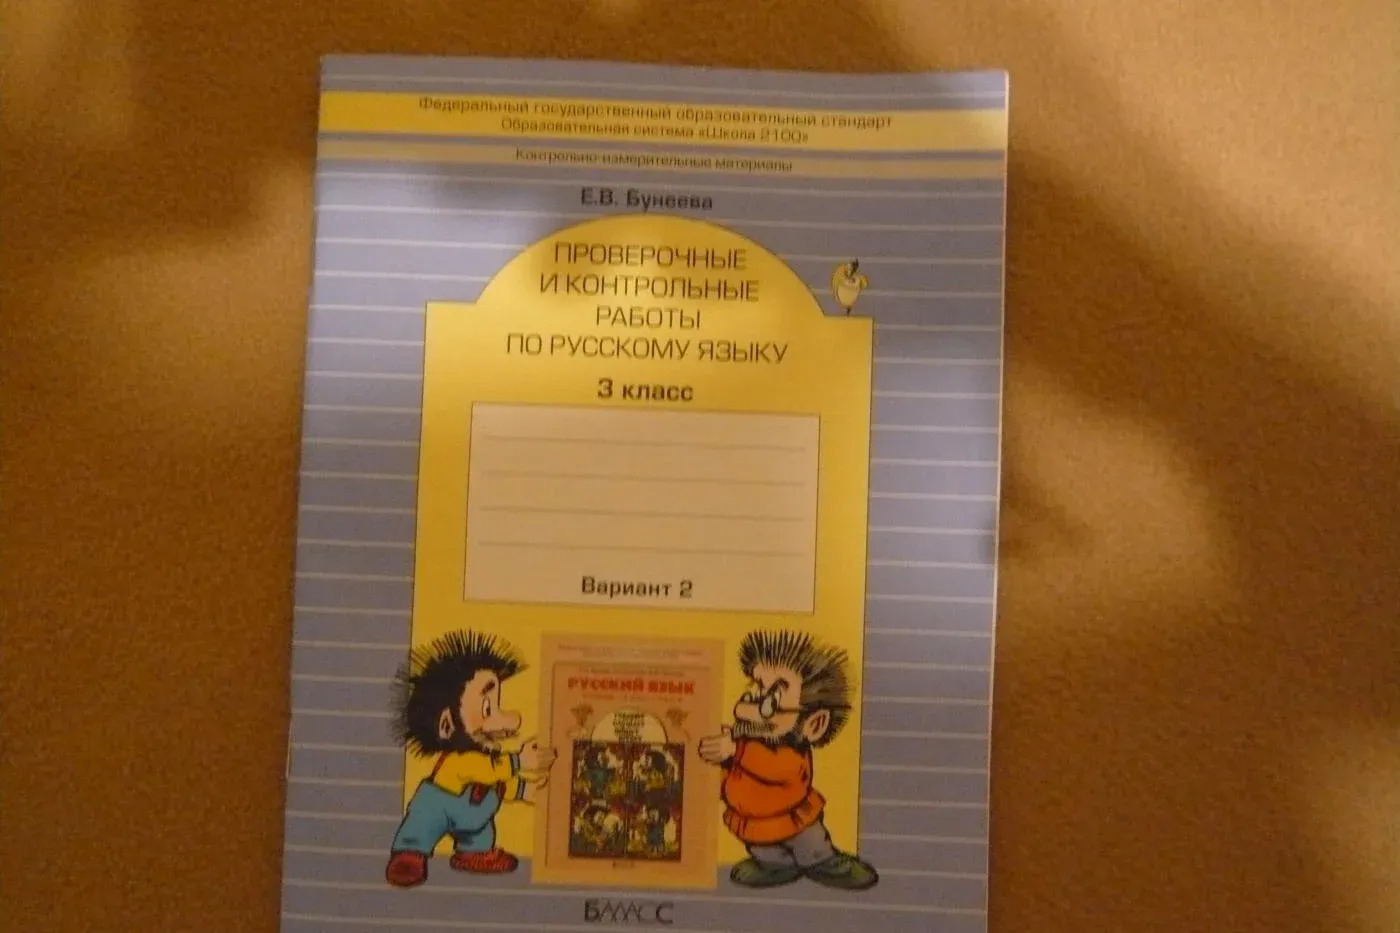 Федеральный государственный образовательный стандарт
Образовательная система «Школа 2100»
Контрольно-измерительные материалы
Е.В. Бунеева
ПРОВЕРОЧНЫЕ
И КОНТРОЛЬНЫЕ
РАБОТЫ
ПО РУССКОМУ ЯЗЫКУ
3 класс
Вариант 2
РУССКИЙ ЯЗЫК
БАЛАСС